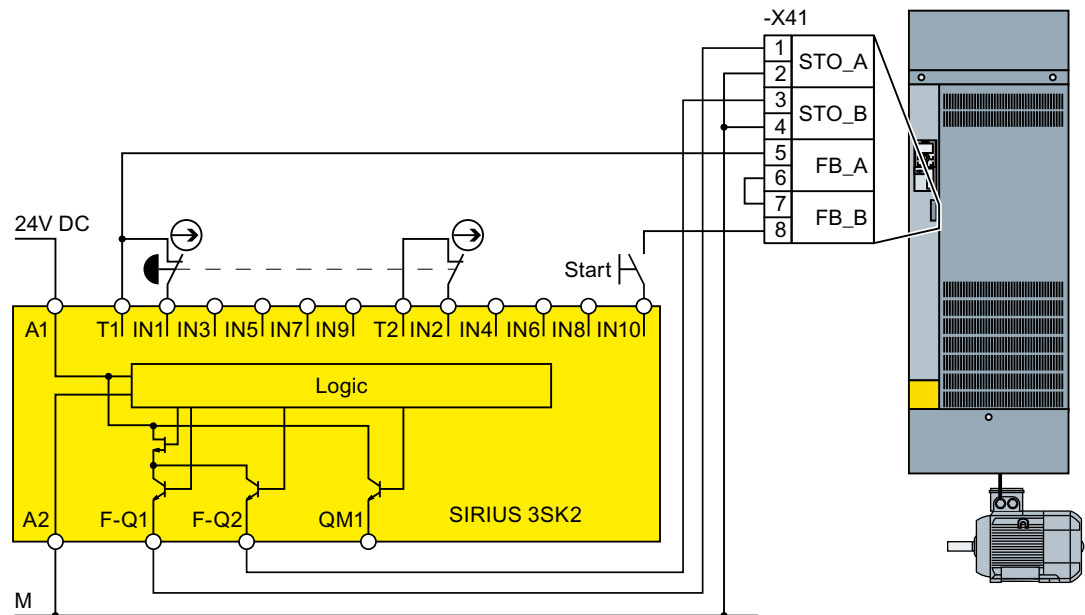 -X41
1
STO_A
2
3
STO_B
4
5
FB_A
6
7
FB_B
8
24V DC
Start
A1 T1 IN1 IN3 IN5 IN7 IN9 T2 IN2 IN4 IN6 IN8 IN10
Logic
A2 F-Q1 F-Q2 QM1 SIRIUS 3SK2
M